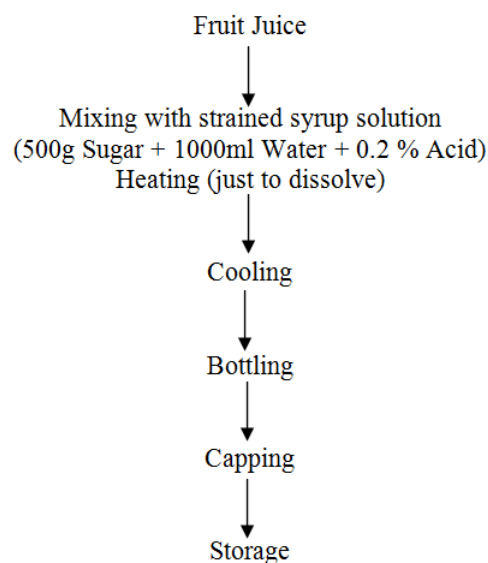 Fruit Juice
Mixing with strained syrup solution
(500g Sugar + 1000ml Water + 0.2 % Acid)
Heating (just to dissolve)
Cooling
Bottling
Capping
Storage